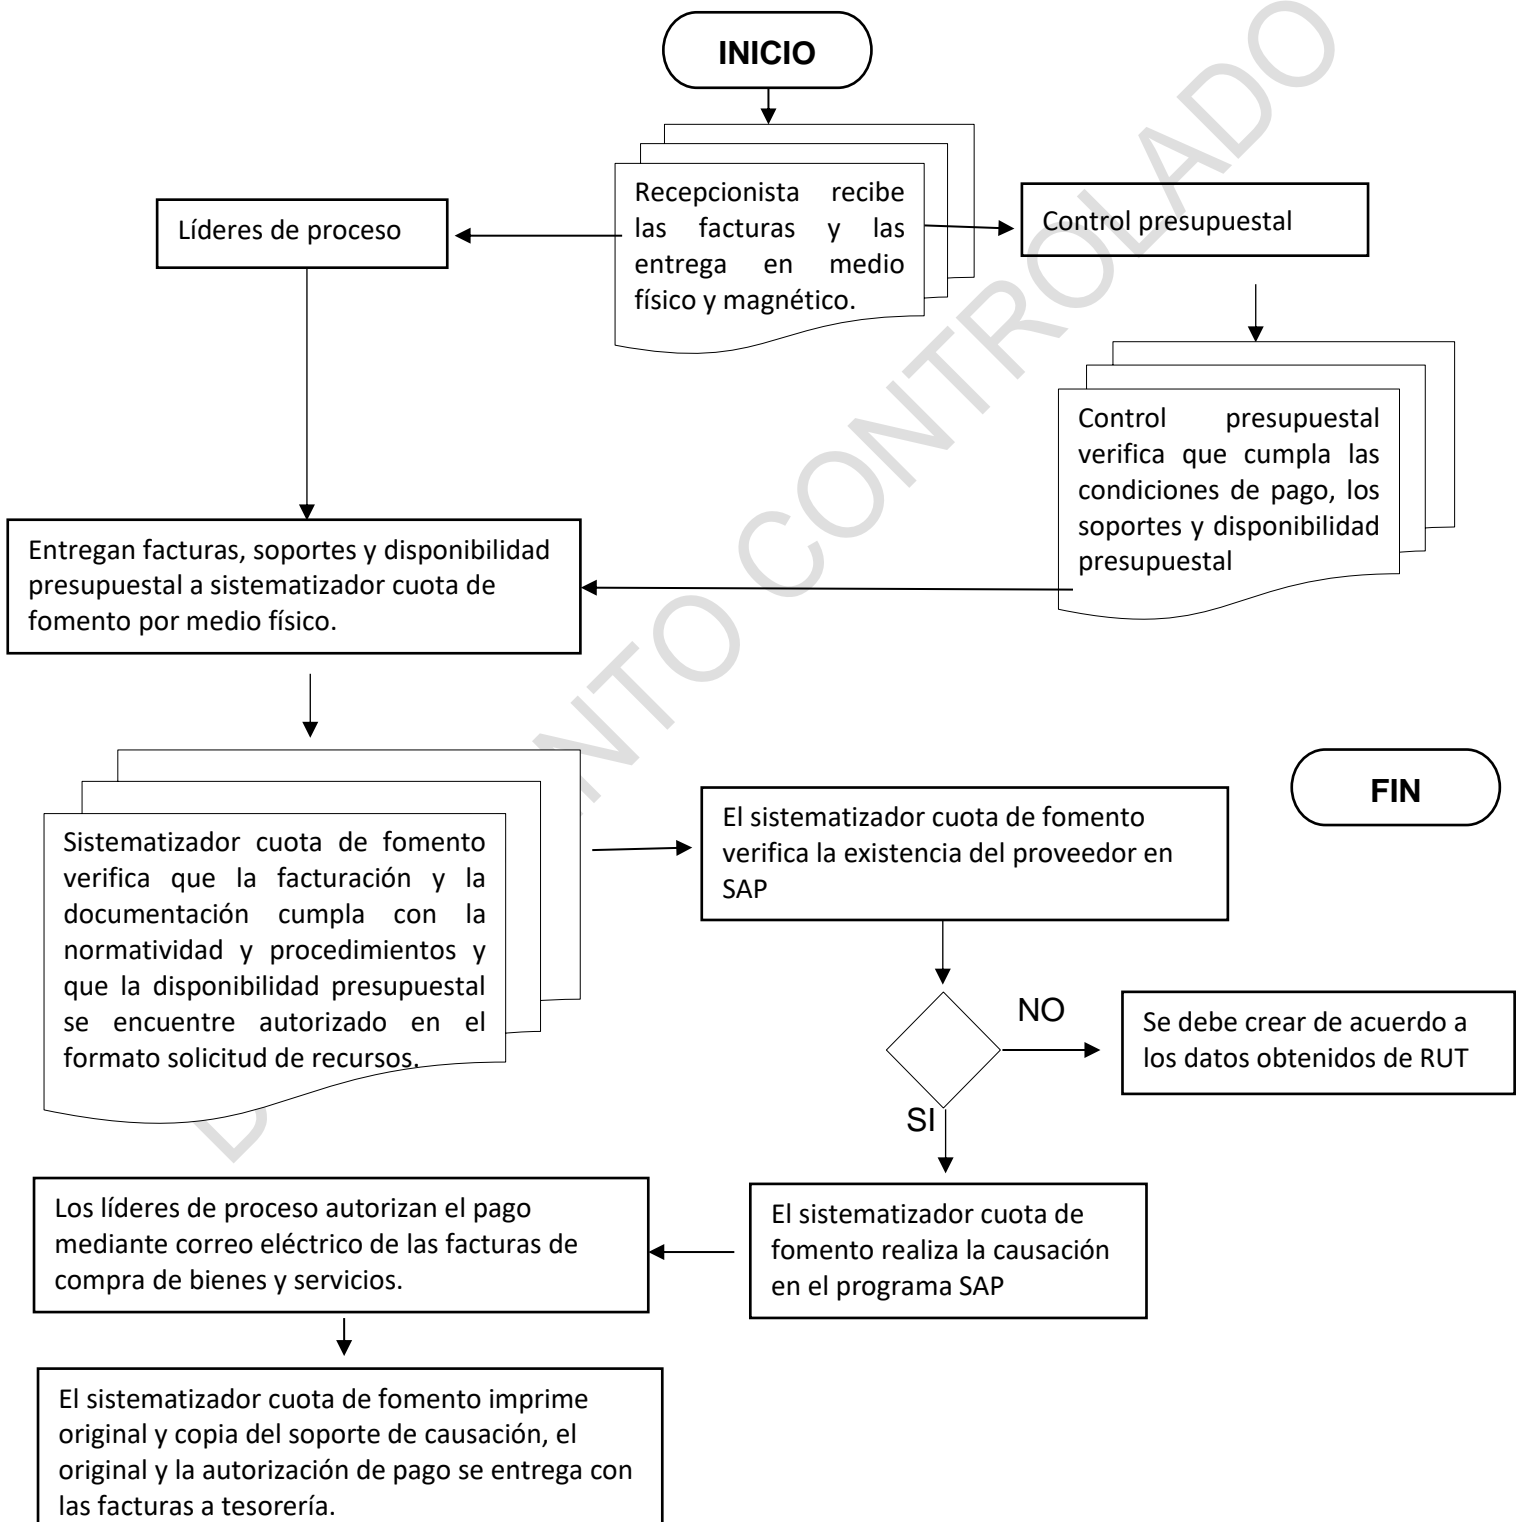 INICIO
Recepcionista recibe
las facturas y las
entrega en medio
físico y magnético.
Líderes de proceso
Control presupuestal
Control presupuestal
verifica que cumpla las
condiciones de pago, los
soportes y disponibilidad
presupuestal
Entregan facturas, soportes y disponibilidad
presupuestal a sistematizador cuota de
fomento por medio físico.
Sistematizador cuota de fomento
verifica que la facturación y la
documentación cumpla con la
normatividad y procedimientos y
que la disponibilidad presupuestal
se encuentre autorizado en el
formato solicitud de recursos.
El sistematizador cuota de fomento
verifica la existencia del proveedor en
SAP
FIN
NO
Se debe crear de acuerdo a
los datos obtenidos de RUT
SI
El sistematizador cuota de
fomento realiza la causación
en el programa SAP
Los líderes de proceso autorizan el pago
mediante correo eléctrico de las facturas de
compra de bienes y servicios.
El sistematizador cuota de fomento imprime
original y copia del soporte de causación, el
original y la autorización de pago se entrega con
las facturas a tesorería.
CONTROLADO